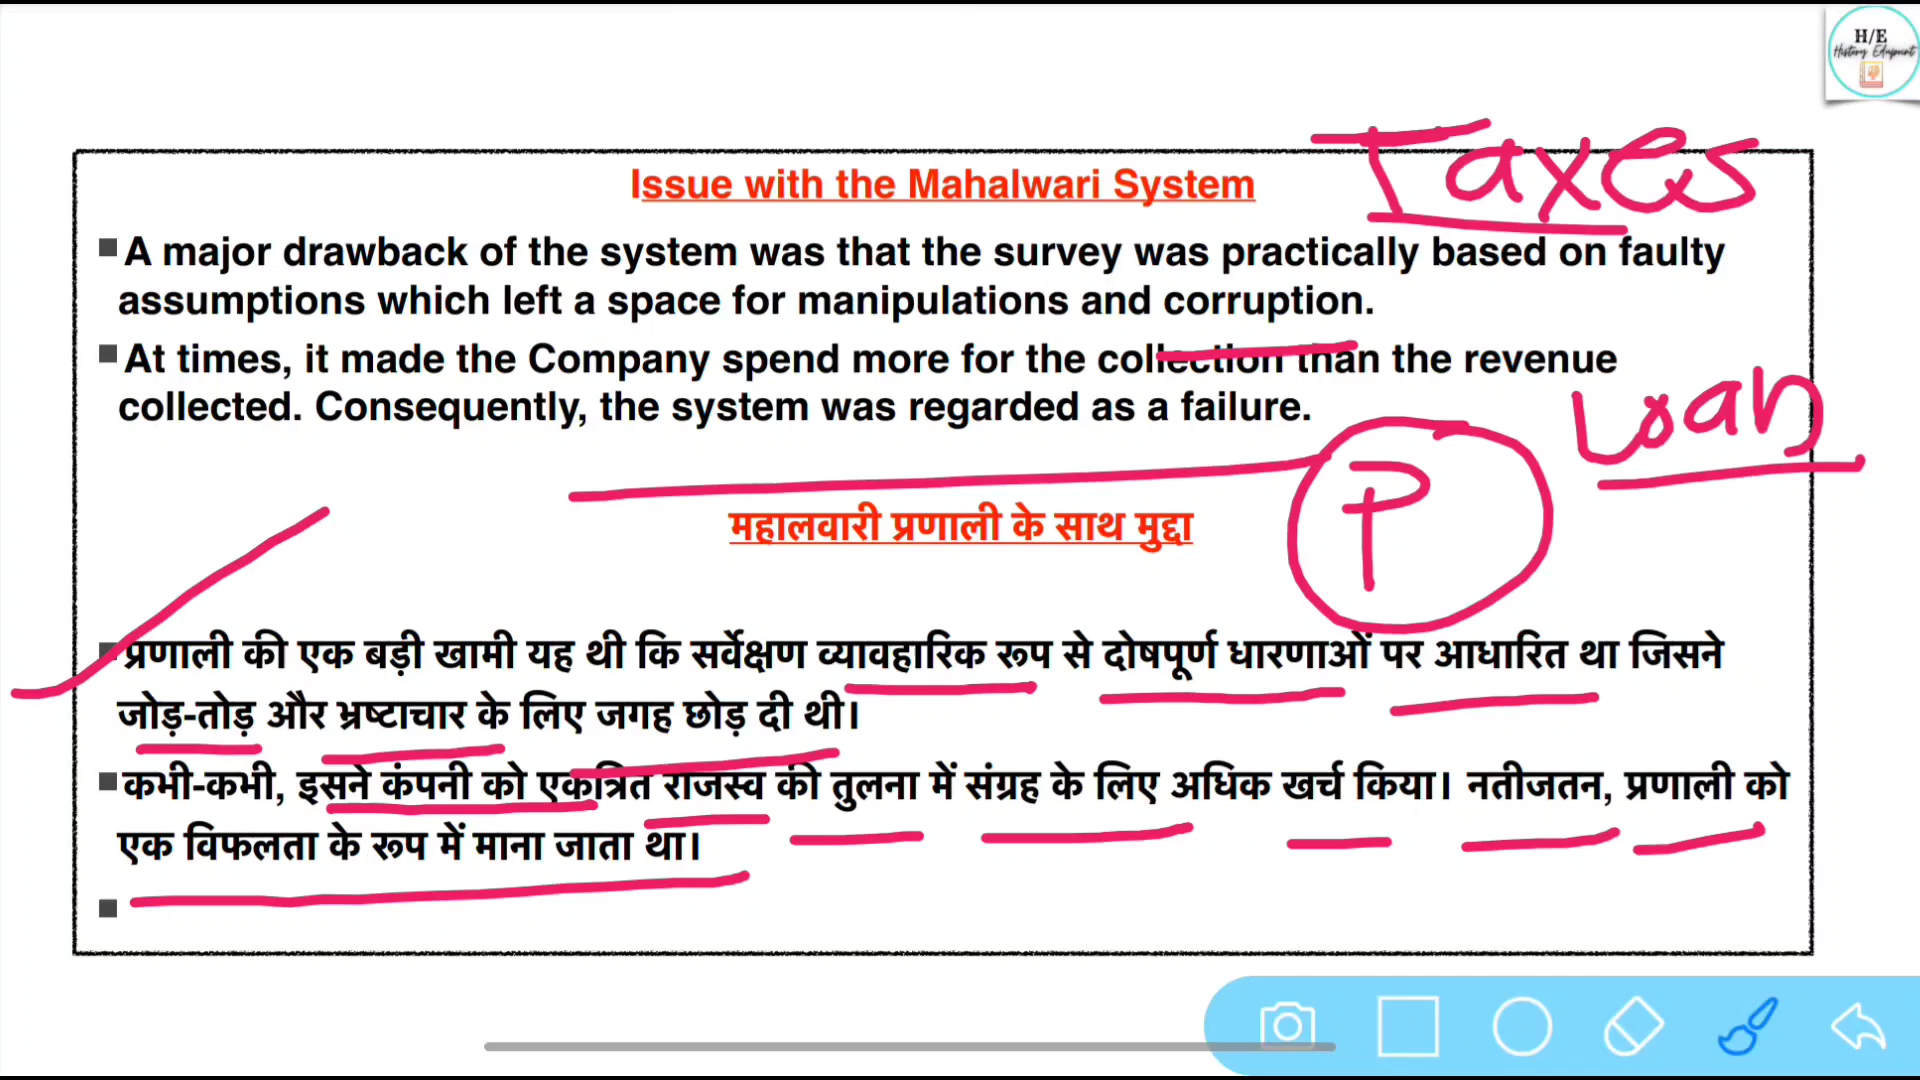 H/E
History Edupoint
Taxes
Issue with the Mahalwari System
A major drawback of the system was that the survey was practically based on faulty
assumptions which left a space for manipulations and corruption.
At times, it made the Company spend more for the collection than the revenue
collected. Consequently, the system was regarded as a failure.
Loan
P
महालवारी प्रणाली के साथ मुद्दा
प्रणाली की एक बड़ी खामी यह थी कि सर्वेक्षण व्यावहारिक रूप से दोषपूर्ण धारणाओं पर आधारित था जिसने
जोड़-तोड़ और भ्रष्टाचार के लिए जगह छोड़ दी थी।
कभी-कभी, इसने कंपनी को एकत्रित राजस्व की तुलना में संग्रह के लिए अधिक खर्च किया। नतीजतन, प्रणाली को
एक विफलता के रूप में माना जाता था।